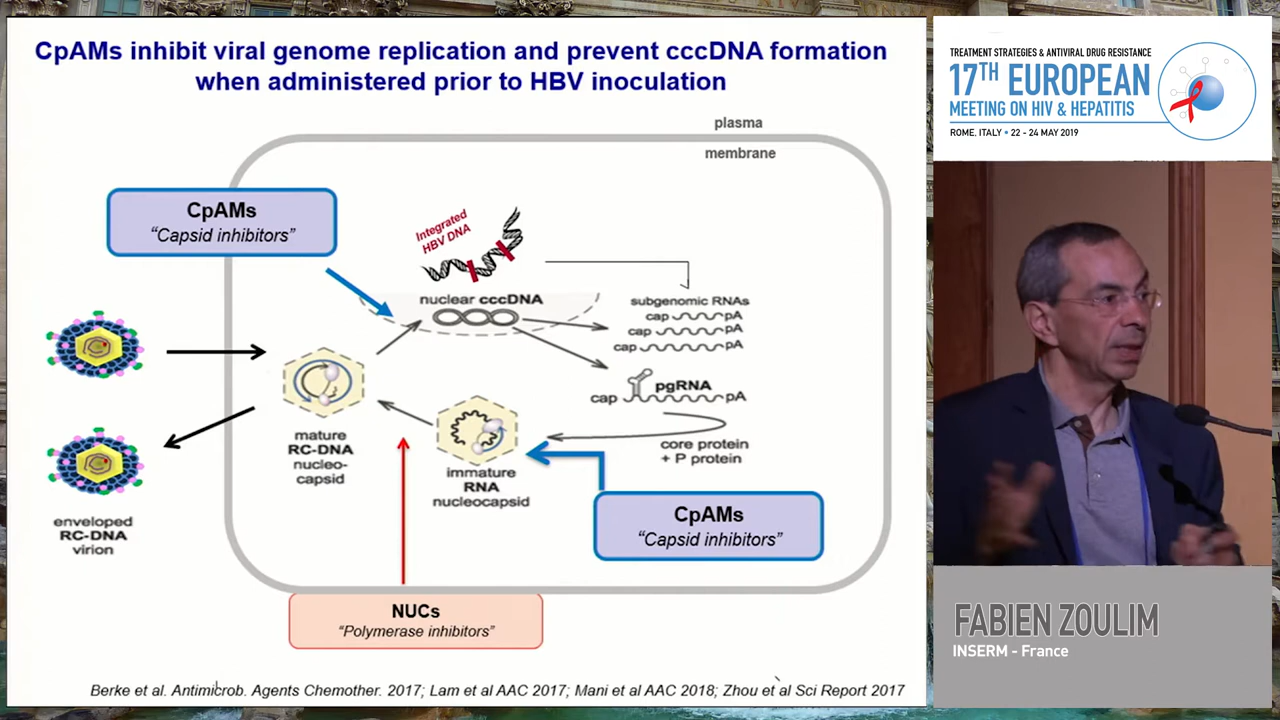 CpAMs inhibit viral genome replication and prevent cccDNA formation
when administered prior to HBV inoculation
plasma
membrane
CpAMs
“Capsid inhibitors”
Integrated
HBV DNA
nuclear cccDNA
subgenomic RNAs
cap pA
cap pA
cap pA
pgRNA
cap pA
core protein
+ P protein
mature
RC-DNA
nucleo-
capsid
immature
RNA
nucleocapsid
enveloped
RC-DNA
virion
CpAMs
“Capsid inhibitors”
NUCs
“Polymerase inhibitors”
Berke et al. Antimicrob. Agents Chemother. 2017; Lam et al AAC 2017; Mani et al AAC 2018; Zhou et al Sci Report 2017
TREATMENT STRATEGIES & ANTIVIRAL DRUG RESISTANCE
17TH EUROPEAN
MEETING ON HIV & HEPATITIS
ROME, ITALY • 22 - 24 MAY 2019
FABIEN ZOULIM
INSERM - France